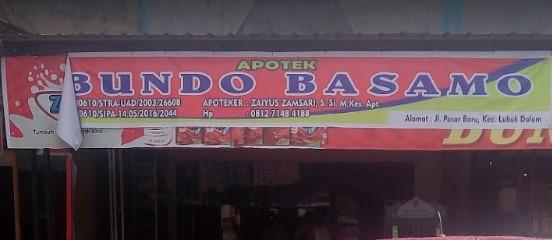 APOTEK
BUNDO BASAMO
0610/STRA-UAD/2003/26608 APOTEKER : ZAIYUS ZAMSARI, S. Si. M.Kes. Apt.
0610/SIPA-14.05/2016/2044 Hp : 0812 7148 4188
Alamat : Jl. Pasar Baru, Kec. Lubuk Dalam
Tumbuh